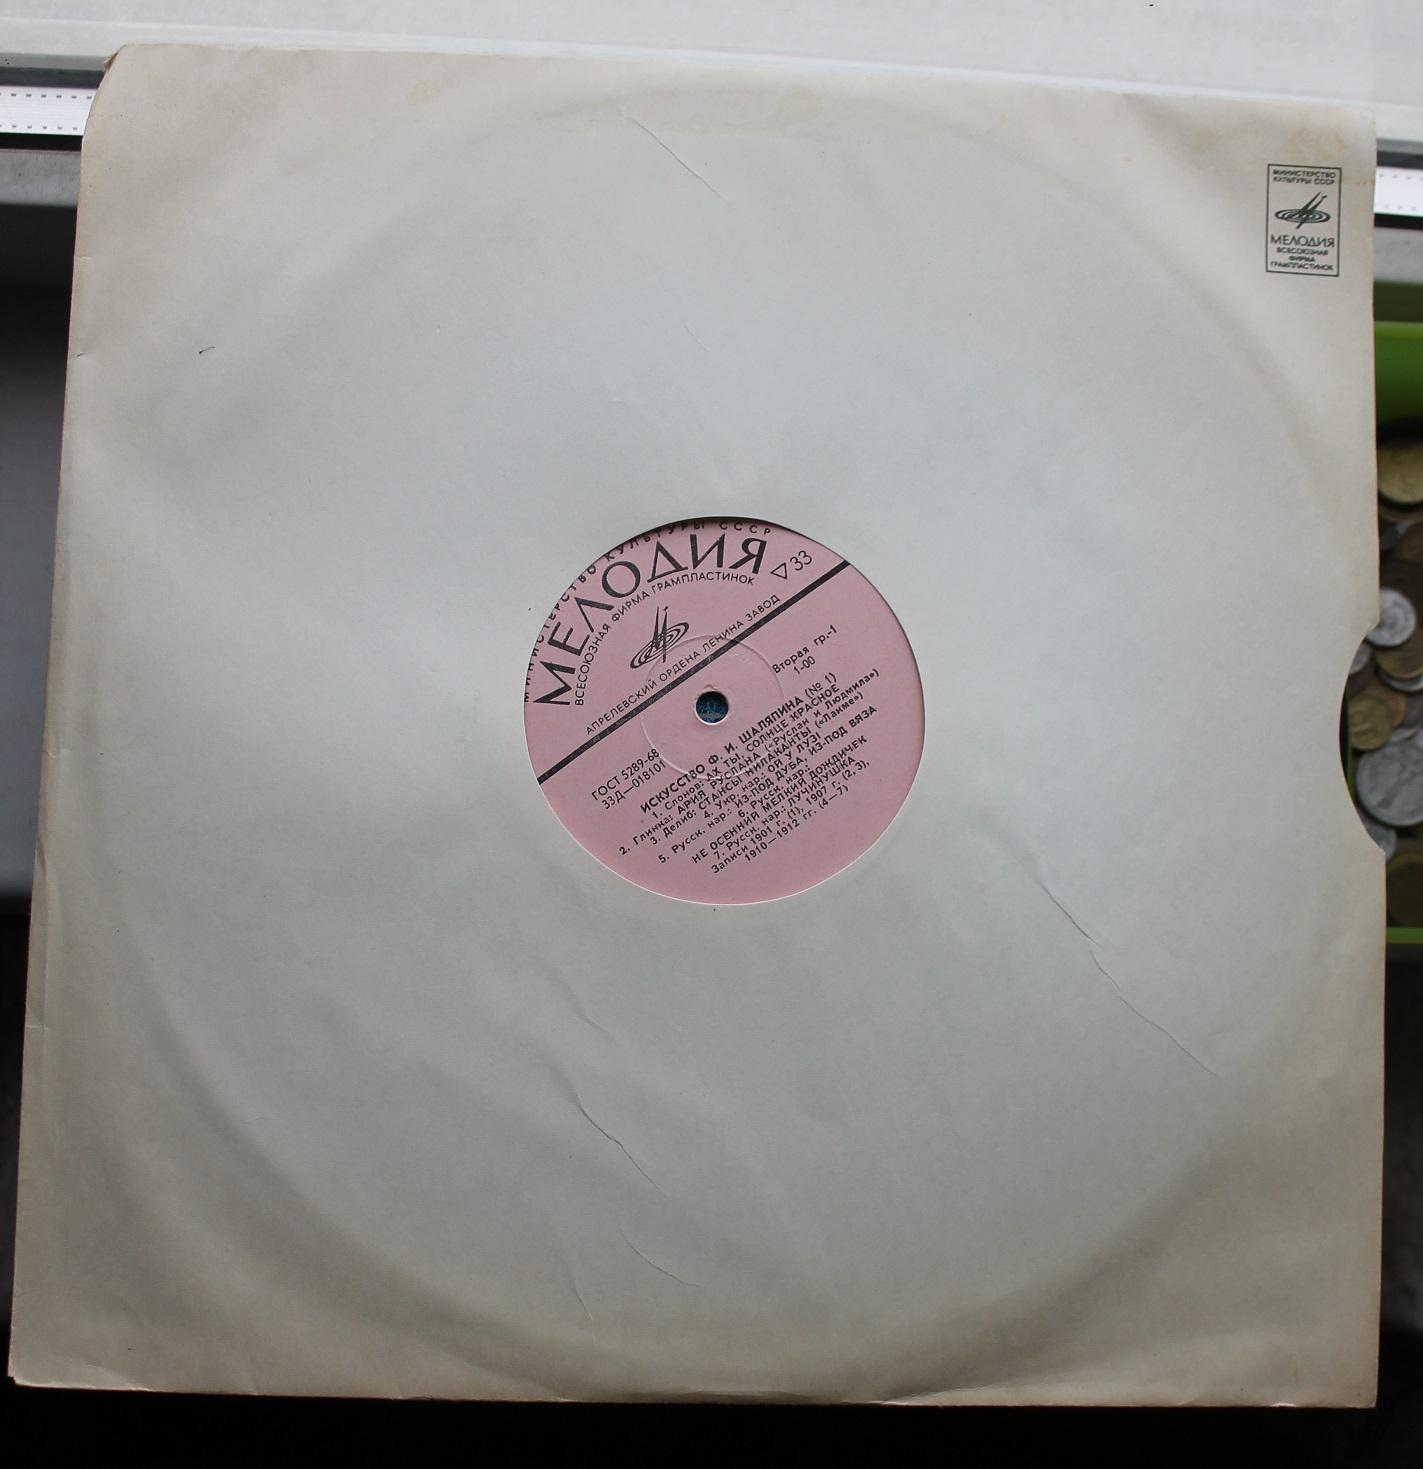 МИНИСТЕРСТВО
КУЛЬТУРЫ СССР
МЕЛОДИЯ
ВСЕСОЮЗНАЯ
ФИРМА
ГРАМПЛАСТИНОК
МИНИСТЕРСТВО КУЛЬТУРЫ СССР
МЕЛОДИЯ
ВСЕСОЮЗНАЯ ФИРМА ГРАМПЛАСТИНОК
▽ 33
АПРЕЛЕВСКИЙ ОРДЕНА ЛЕНИНА ЗАВОД
ГОСТ 5289-68
33Д—018101
Вторая гр.-1
1-00
ИСКУССТВО Ф. И. ШАЛЯПИНА (№ 1)
1. Слонов: АХ ТЫ, СОЛНЦЕ КРАСНОЕ
2. Глинка: АРИЯ РУСЛАНА («Руслан и Людмила»)
3. Делиб: СТАНСЫ НИЛАКАНТЫ («Лакме»)
4. Укр. нар.: ОЙ У ЛУЗІ
5. Русск. нар.: ИЗ-ПОД ДУБА, ИЗ-ПОД ВЯЗА
6. Русск. нар.:
НЕ ОСЕННИЙ МЕЛКИЙ ДОЖДИЧЕК
7. Русск. нар.: ЛУЧИНУШКА
Записи 1901 г. (1), 1907 г. (2, 3),
1910—1912 гг. (4—7)